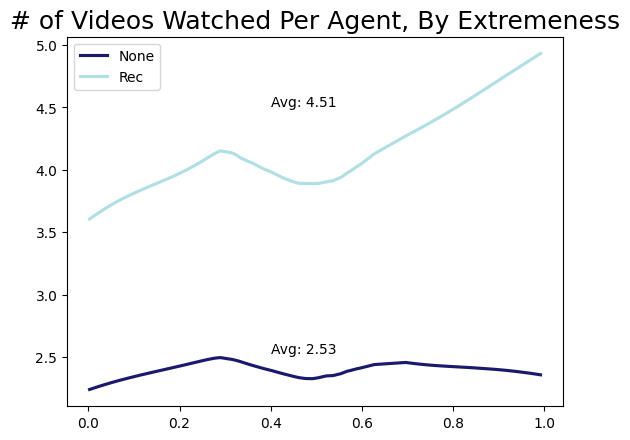 # of Videos Watched Per Agent, By Extremeness
None
Rec
Avg: 4.51
Avg: 2.53
5.0
4.5
4.0
3.5
3.0
2.5
0.0 0.2 0.4 0.6 0.8 1.0